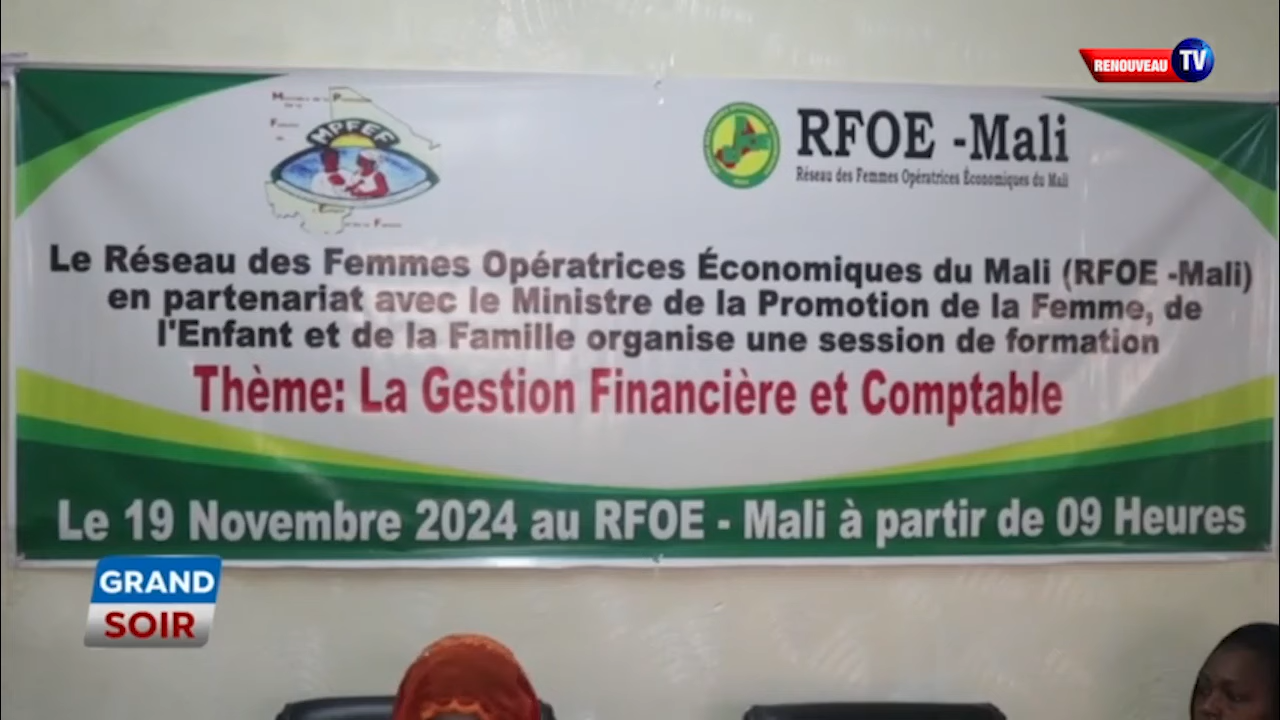 RENOUVEAU TV
MPFEF
RFOE -Mali
Réseau des Femmes Opératrices Économiques du Mali
Le Réseau des Femmes Opératrices Économiques du Mali (RFOE -Mali)
en partenariat avec le Ministre de la Promotion de la Femme, de
l'Enfant et de la Famille organise une session de formation
Thème: La Gestion Financière et Comptable
Le 19 Novembre 2024 au RFOE - Mali à partir de 09 Heures
GRAND
SOIR